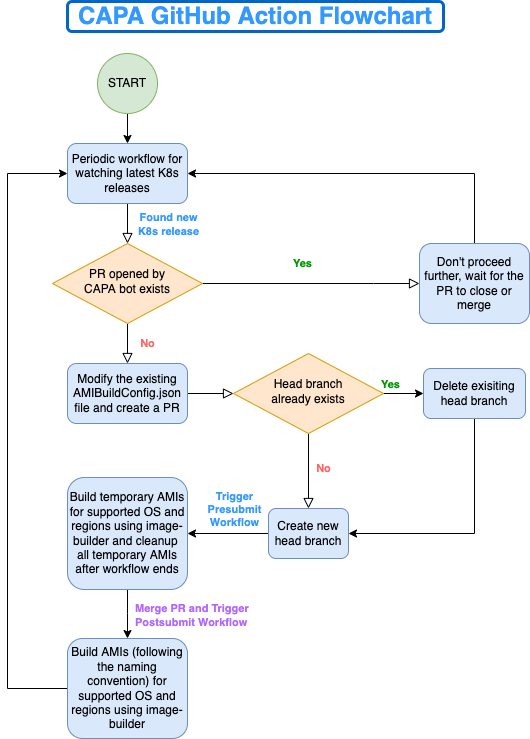 CAPA GitHub Action Flowchart
START
Periodic workflow for
watching latest K8s
releases
Found new
K8s release
PR opened by
CAPA bot exists
Yes
Don't proceed
further, wait for the
PR to close or
merge
No
Modify the existing
AMIBuildConfig.json
file and create a PR
Head branch
already exists
Yes
Delete exisiting
head branch
No
Build temporary AMIs
for supported OS and
regions using image-
builder and cleanup
all temporary AMIs
after workflow ends
Trigger
Presubmit
Workflow
Create new
head branch
Merge PR and Trigger
Postsubmit Workflow
Build AMIs (following
the naming
convention) for
supported OS and
regions using image-
builder